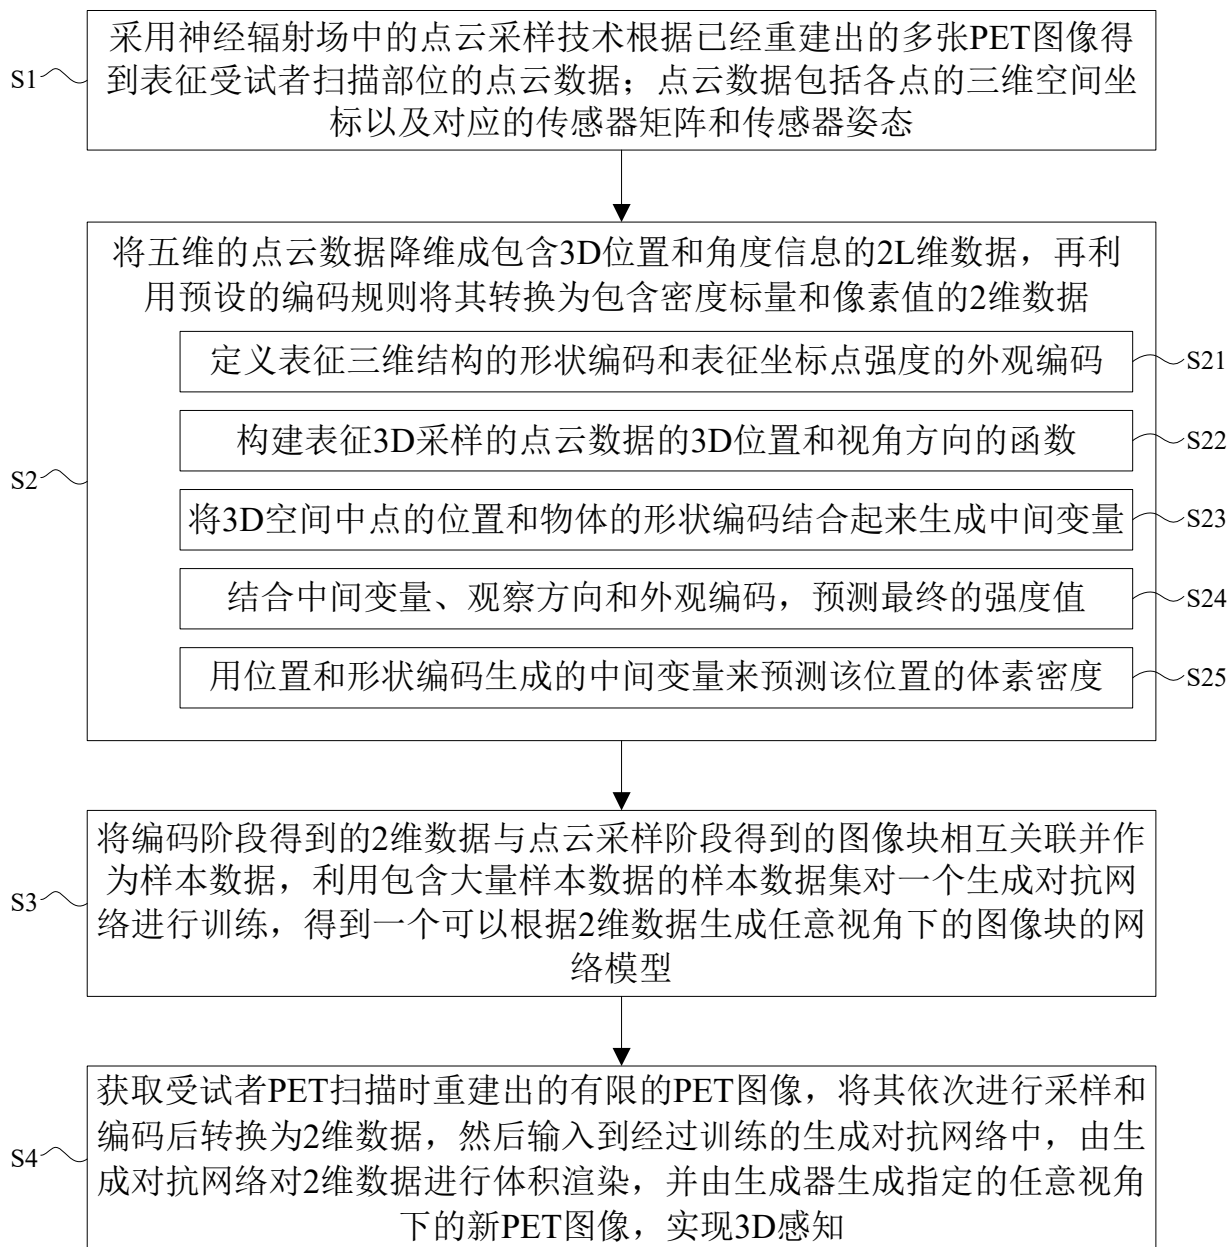 采用神经辐射场中的点云采样技术根据已经重建出的多张PET图像得
S1
到表征受试者扫描部位的点云数据；点云数据包括各点的三维空间坐
标以及对应的传感器矩阵和传感器姿态
将五维的点云数据降维成包含3D位置和角度信息的2L维数据，再利
用预设的编码规则将其转换为包含密度标量和像素值的2维数据
定义表征三维结构的形状编码和表征坐标点强度的外观编码
S21
构建表征3D采样的点云数据的3D位置和视角方向的函数
S22
S2
将3D空间中点的位置和物体的形状编码结合起来生成中间变量
S23
结合中间变量、观察方向和外观编码，预测最终的强度值
S24
用位置和形状编码生成的中间变量来预测该位置的体素密度
S25
将编码阶段得到的2维数据与点云采样阶段得到的图像块相互关联并作
为样本数据，利用包含大量样本数据的样本数据集对一个生成对抗网
S3
络进行训练，得到一个可以根据2维数据生成任意视角下的图像块的网
络模型
获取受试者PET扫描时重建出的有限的PET图像，将其依次进行采样和
编码后转换为2维数据，然后输入到经过训练的生成对抗网络中，由生
S4
成对抗网络对2维数据进行体积渲染，并由生成器生成指定的任意视角
下的新PET图像，实现3D感知